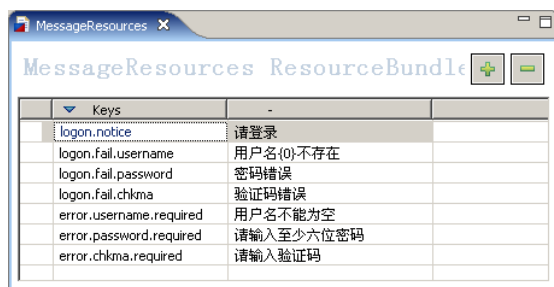 MessageResources
MessageResources ResourceBundle
Keys -
logon.notice 请登录
logon.fail.username 用户名{0}不存在
logon.fail.password 密码错误
logon.fail.chkma 验证码错误
error.username.required 用户名不能为空
error.password.required 请输入至少六位密码
error.chkma.required 请输入验证码